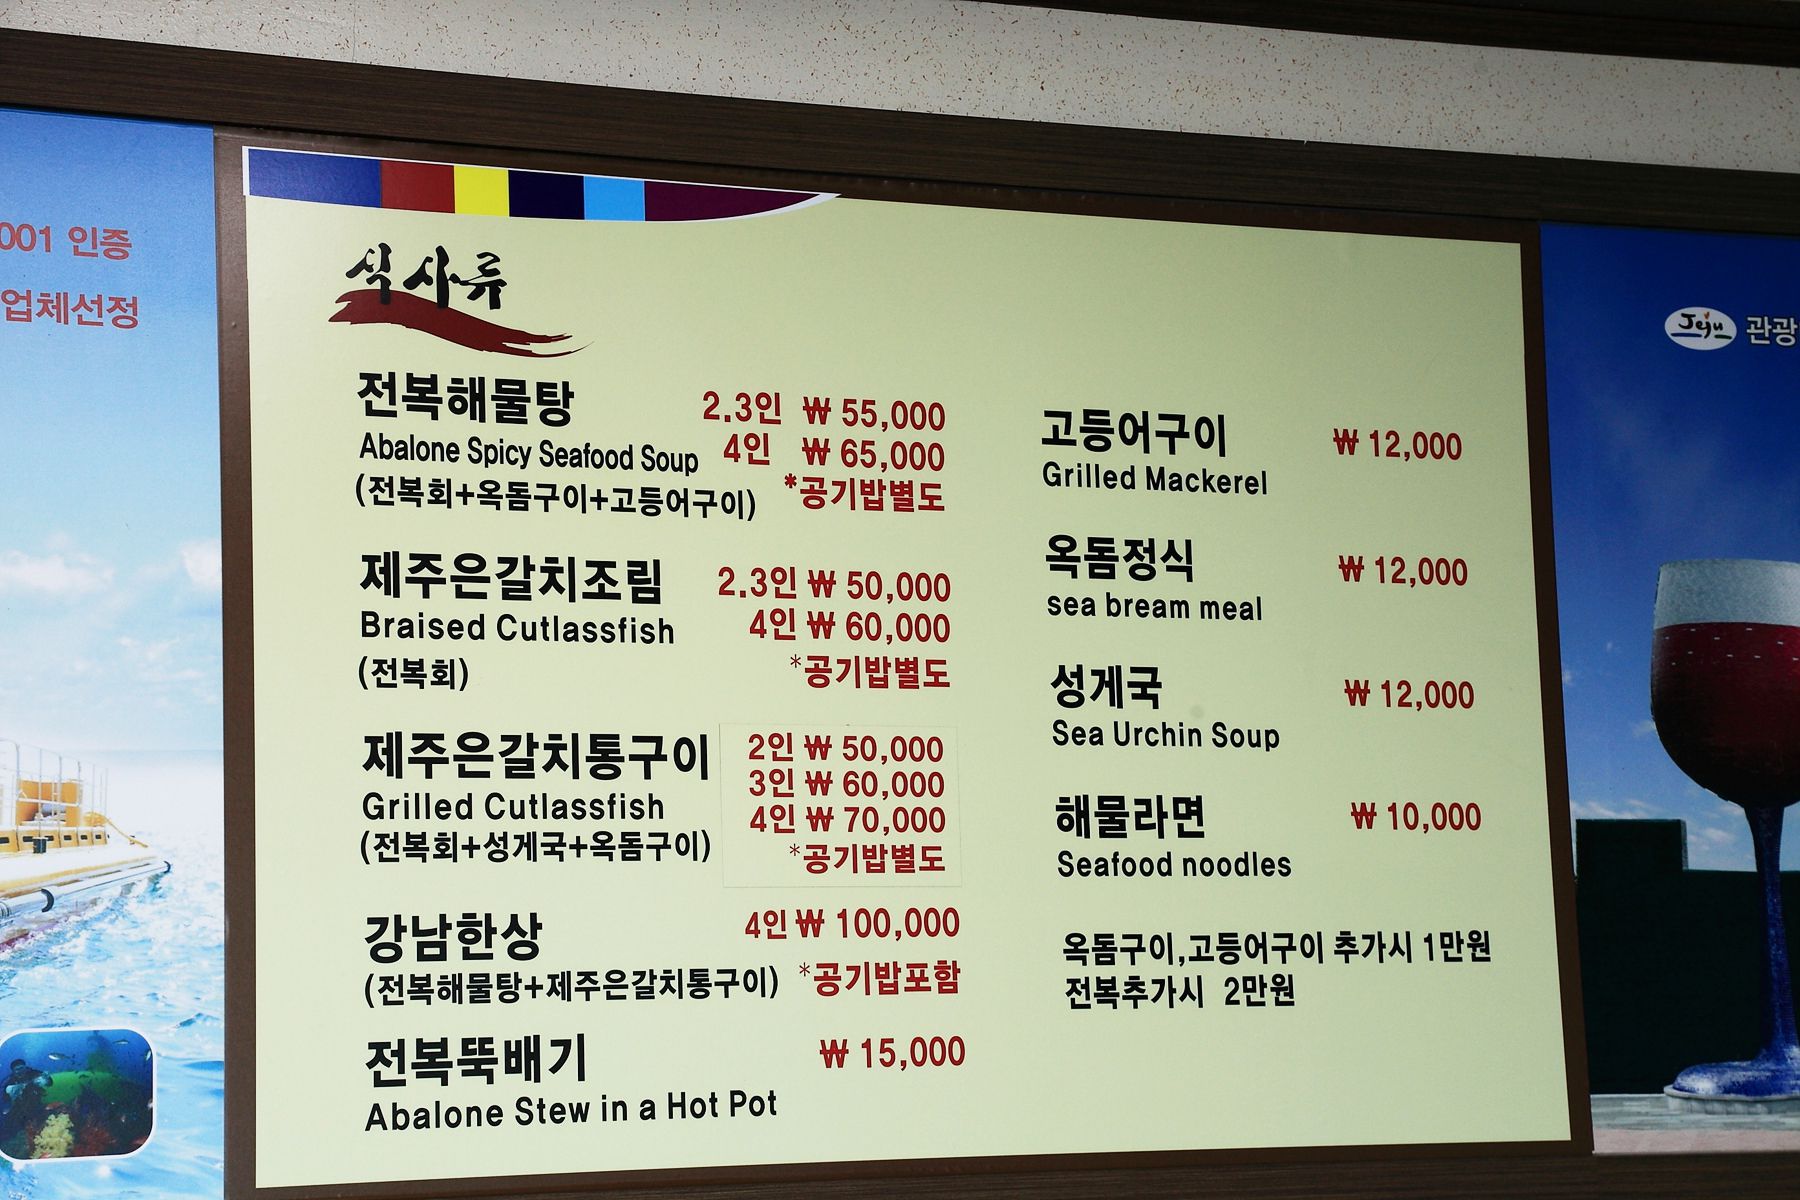 001 인증
업체선정
식사류
전복해물탕 2.3인 ₩ 55,000
Abalone Spicy Seafood Soup 4인 ₩ 65,000
(전복회+옥돔구이+고등어구이) *공기밥별도
제주은갈치조림 2.3인 ₩ 50,000
Braised Cutlassfish 4인 ₩ 60,000
(전복회) *공기밥별도
제주은갈치통구이 2인 ₩ 50,000
3인 ₩ 60,000
Grilled Cutlassfish 4인 ₩ 70,000
(전복회+성게국+옥돔구이) *공기밥별도
강남한상 4인 ₩ 100,000
(전복해물탕+제주은갈치통구이) *공기밥포함
전복뚝배기 ₩ 15,000
Abalone Stew in a Hot Pot
고등어구이 ₩ 12,000
Grilled Mackerel
옥돔정식 ₩ 12,000
sea bream meal
성게국 ₩ 12,000
Sea Urchin Soup
해물라면 ₩ 10,000
Seafood noodles
옥돔구이,고등어구이 추가시 1만원
전복추가시 2만원
Jeju 관광